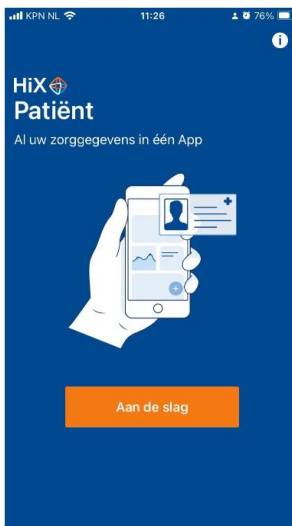 KPN NL 11:26 76%
i
HiX
Patiënt
Al uw zorggegevens in één App
Aan de slag